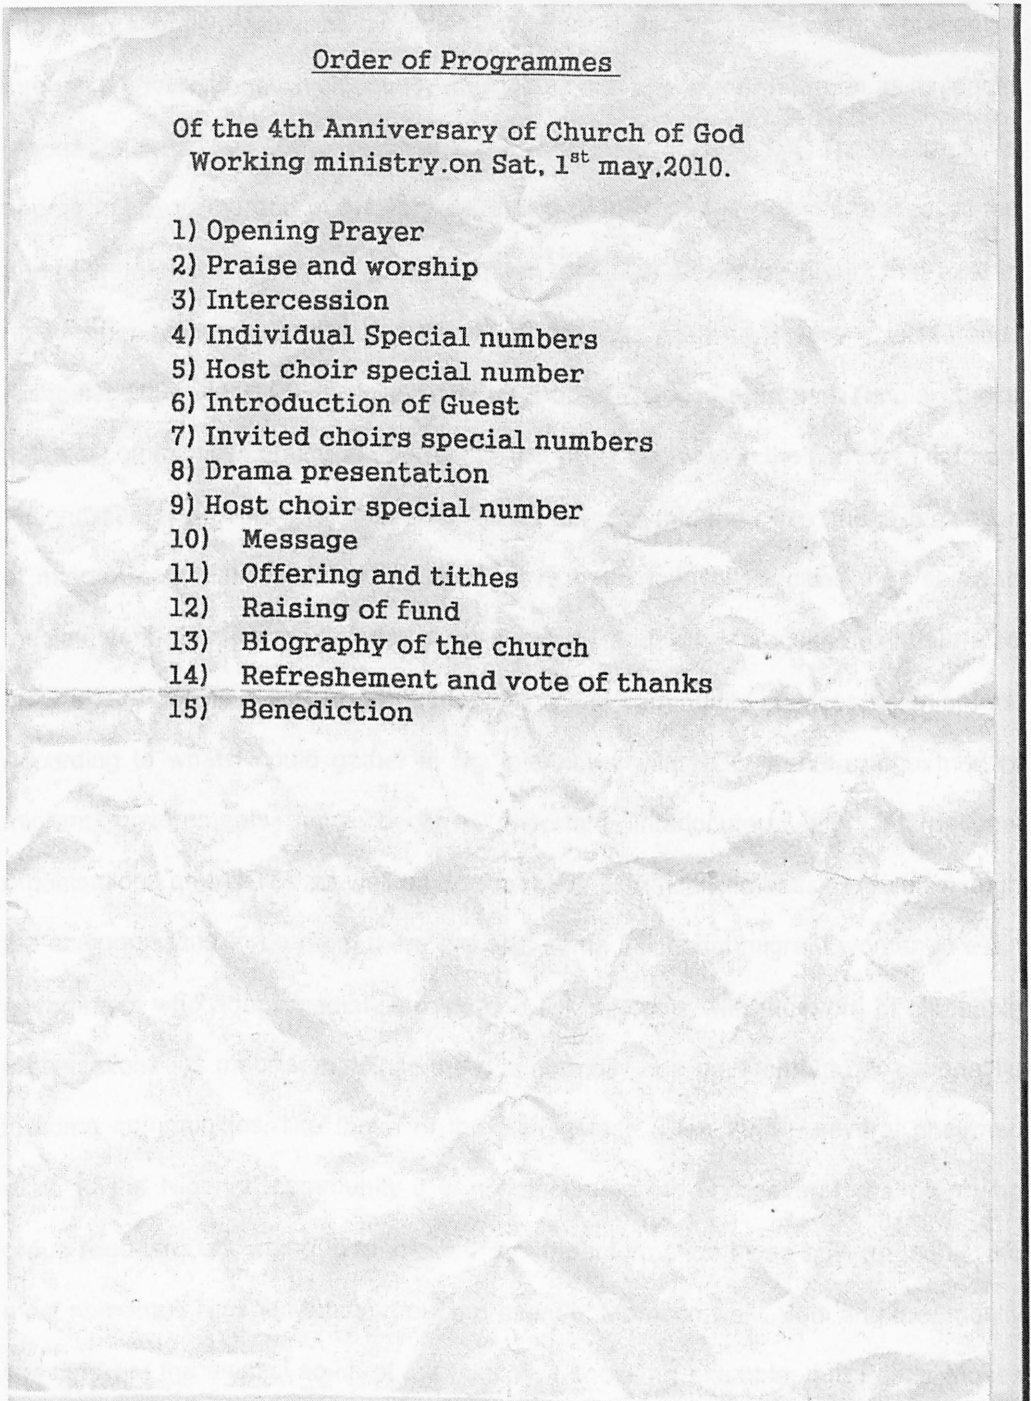 Order of Programmes
Of the 4th Anniversary of Church of God
Working ministry.on Sat, 1st may,2010.
1) Opening Prayer
2) Praise and worship
3) Intercession
4) Individual Special numbers
5) Host choir special number
6) Introduction of Guest
7) Invited choirs special numbers
8) Drama presentation
9) Host choir special number
10) Message
11) Offering and tithes
12) Raising of fund
13) Biography of the church
14) Refreshement and vote of thanks
15) Benediction